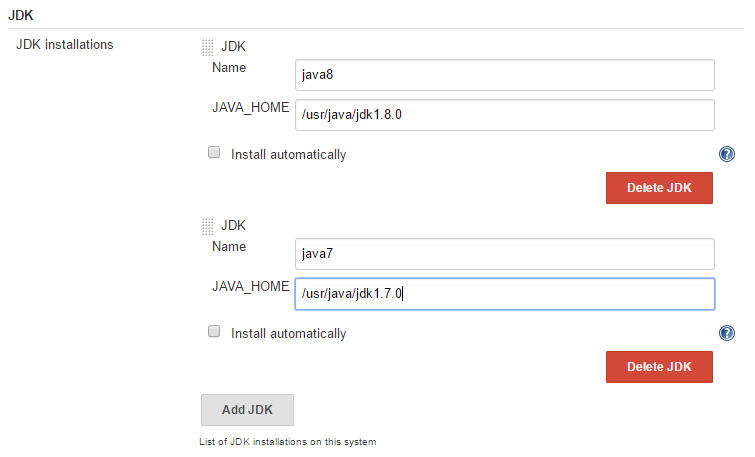 JDK
JDK installations
JDK
Name
java8
JAVA_HOME
/usr/java/jdk1.8.0
Install automatically
?
Delete JDK
JDK
Name
java7
JAVA_HOME
/usr/java/jdk1.7.0
Install automatically
?
Delete JDK
Add JDK
List of JDK installations on this system